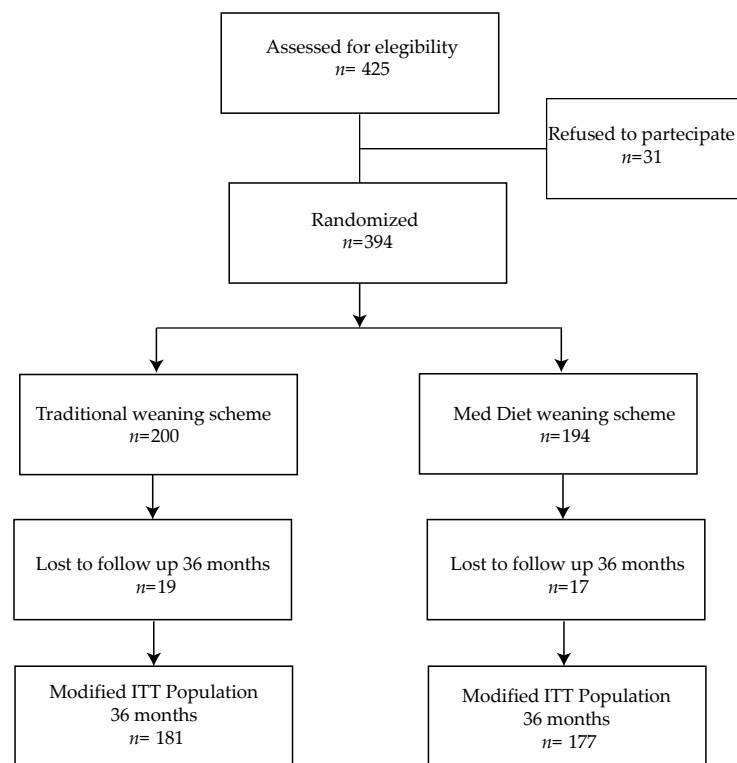 Assessed for elegibility
n= 425
Refused to partecipate
n=31
Randomized
n=394
Traditional weaning scheme
n=200
Med Diet weaning scheme
n=194
Lost to follow up 36 months
n=19
Lost to follow up 36 months
n=17
Modified ITT Population
36 months
n= 181
Modified ITT Population
36 months
n= 177